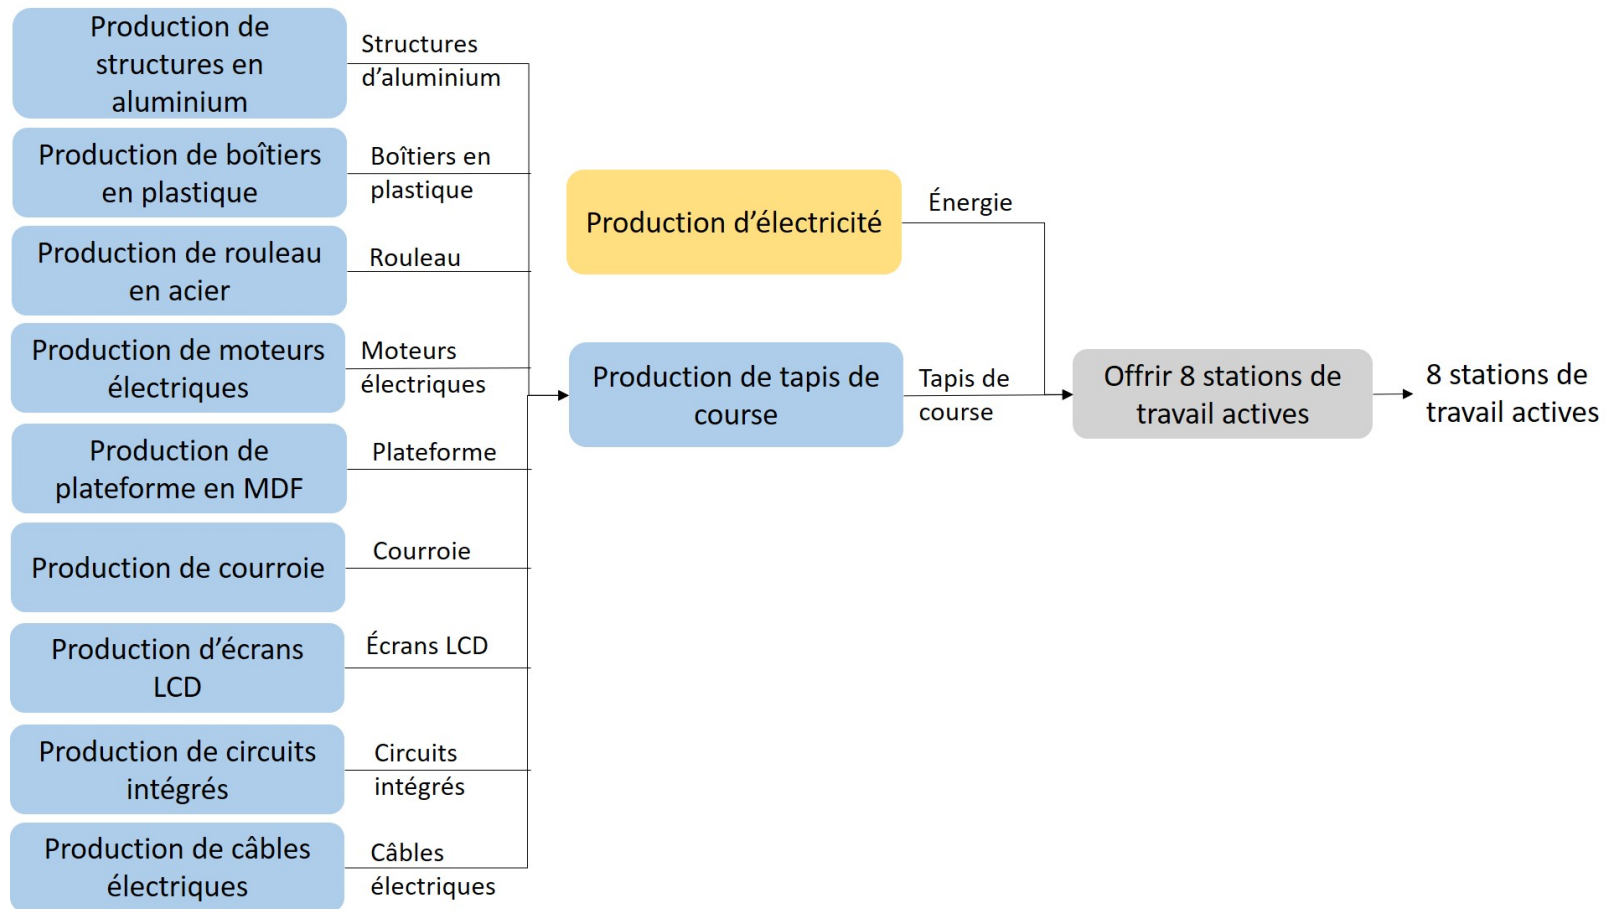 Production de
structures en
aluminium
Structures
d’aluminium
Production de boîtiers
en plastique
Boîtiers en
plastique
Production de rouleau
en acier
Rouleau
Production de moteurs
électriques
Moteurs
électriques
Production de
plateforme en MDF
Plateforme
Production de courroie
Courroie
Production d’écrans
LCD
Écrans LCD
Production de circuits
intégrés
Circuits
intégrés
Production de câbles
électriques
Câbles
électriques
Production d’électricité
Énergie
Production de tapis de
course
Tapis de
course
Offrir 8 stations de
travail actives
8 stations de
travail actives